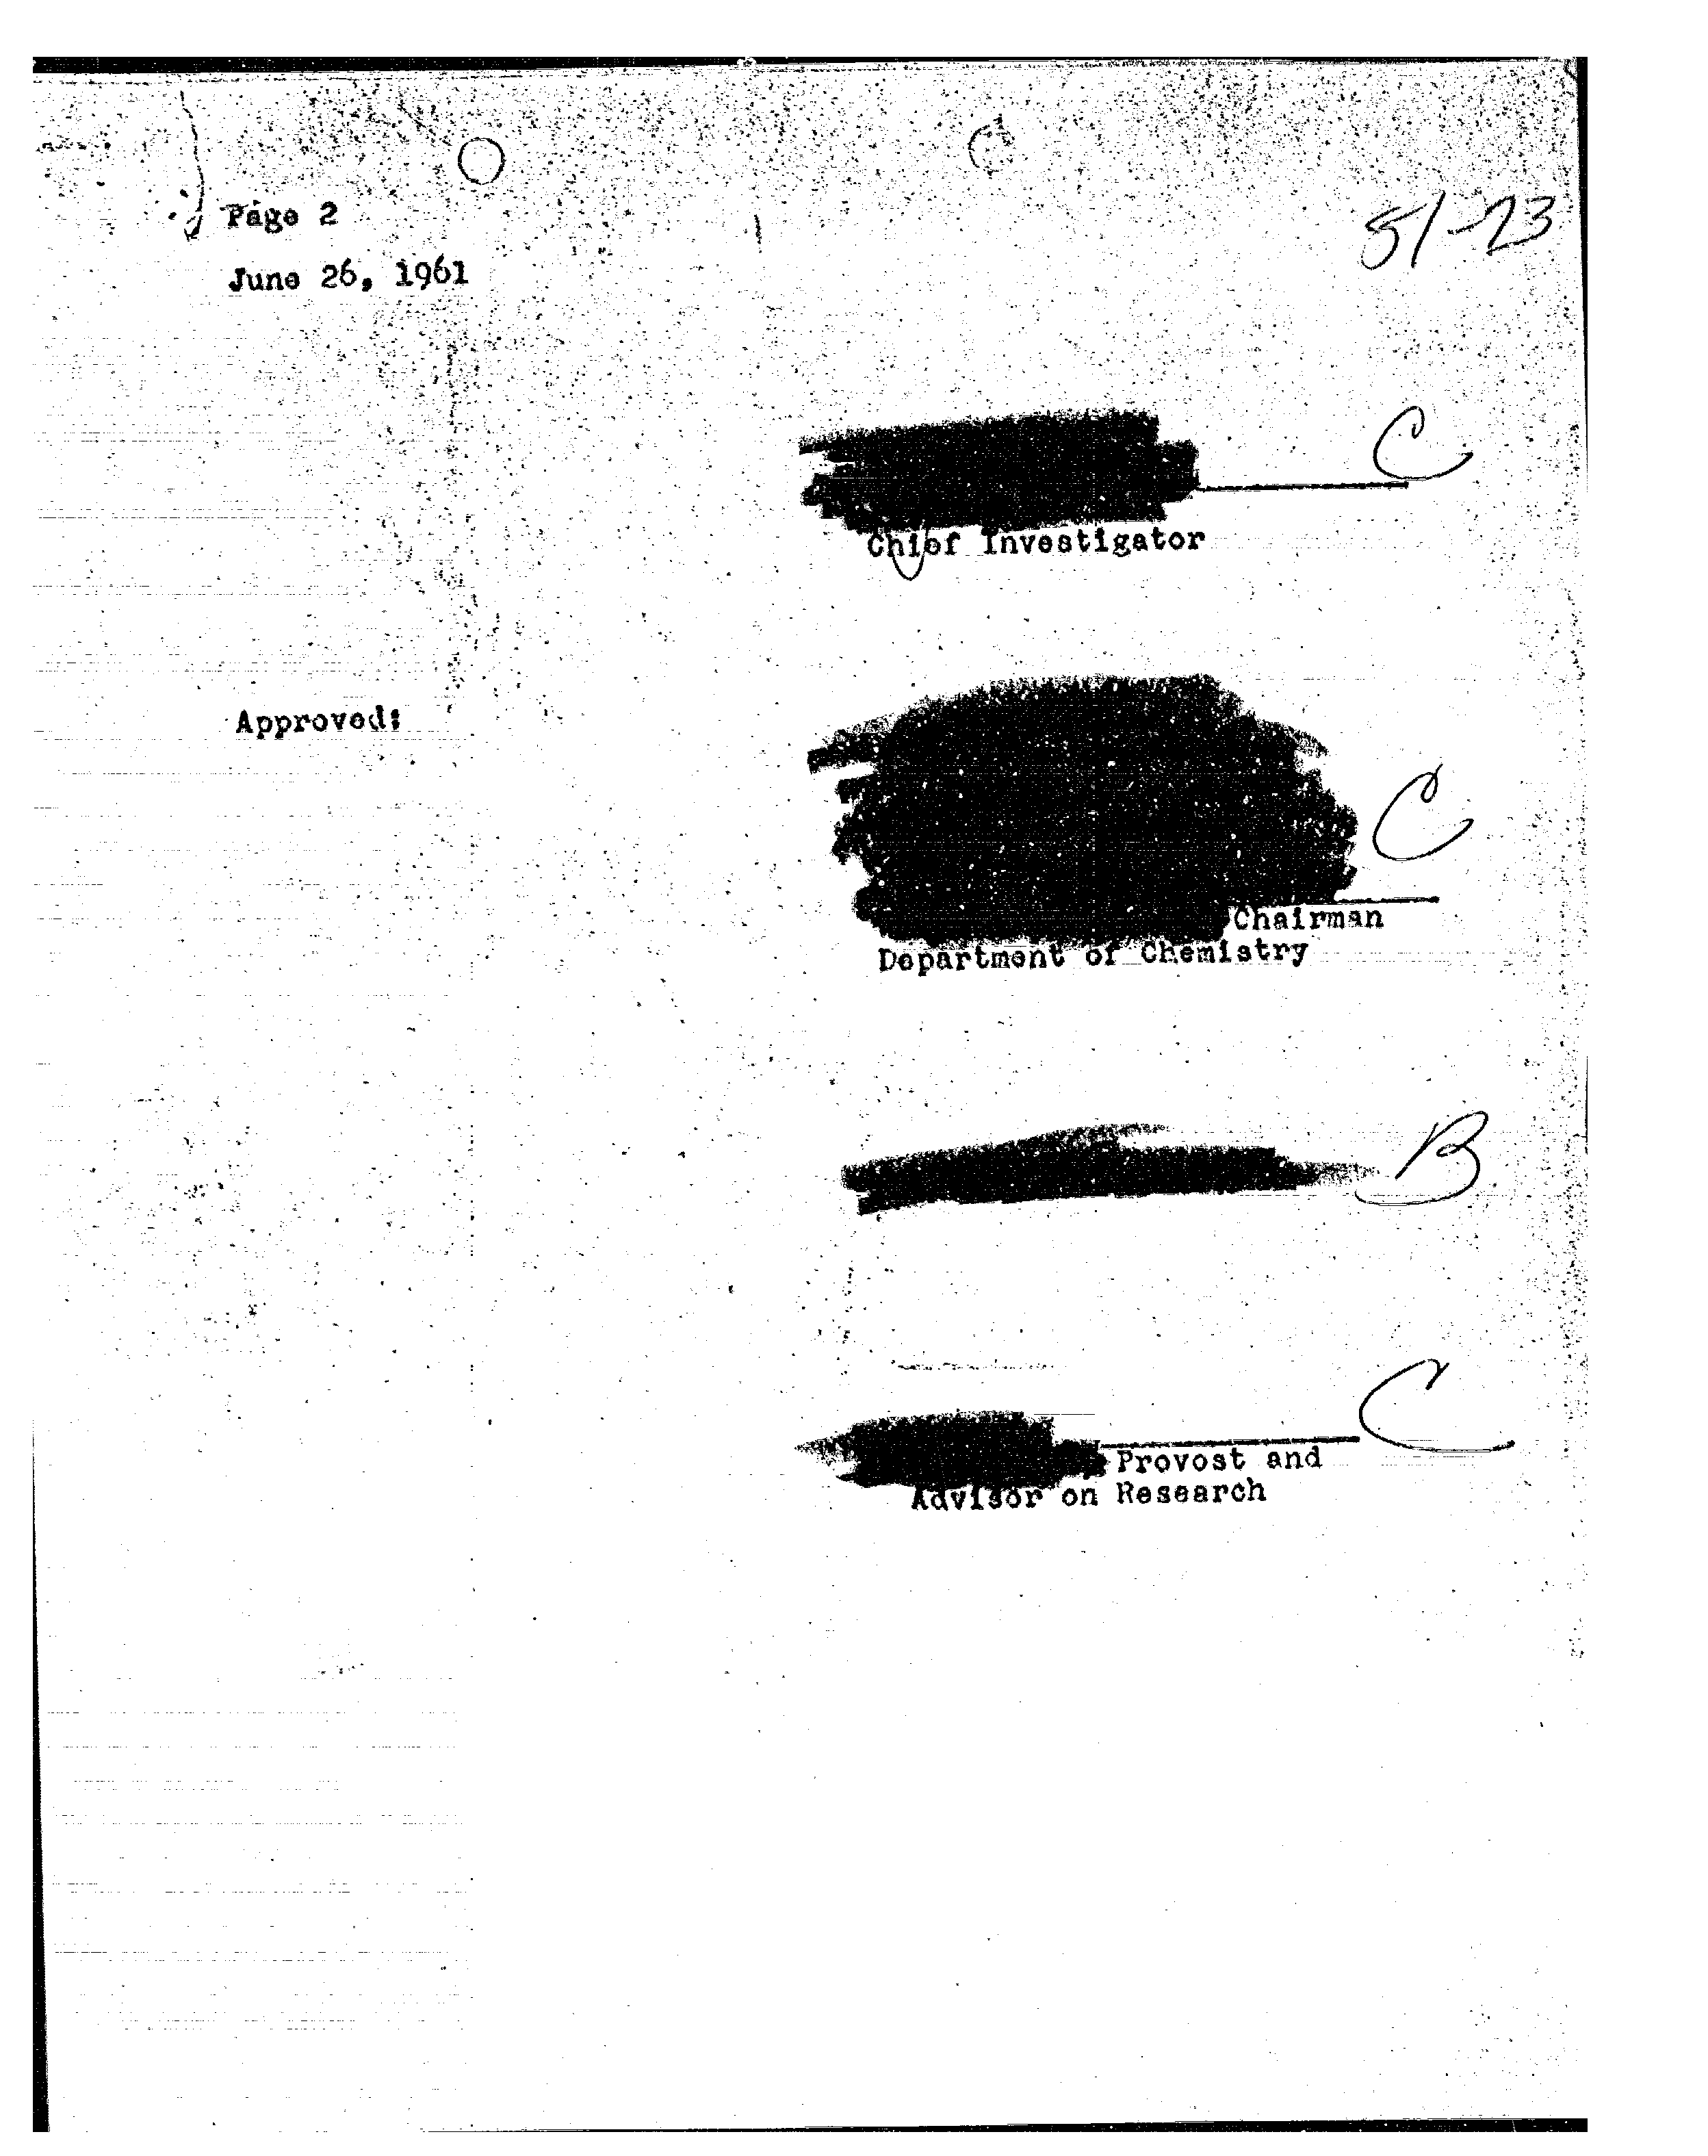 Page 2
51-23
June 26, 1961
C
Chief Investigator
Approved:
C
Chairman
Department of Chemistry
B
C
Provost and
Advisor on Research